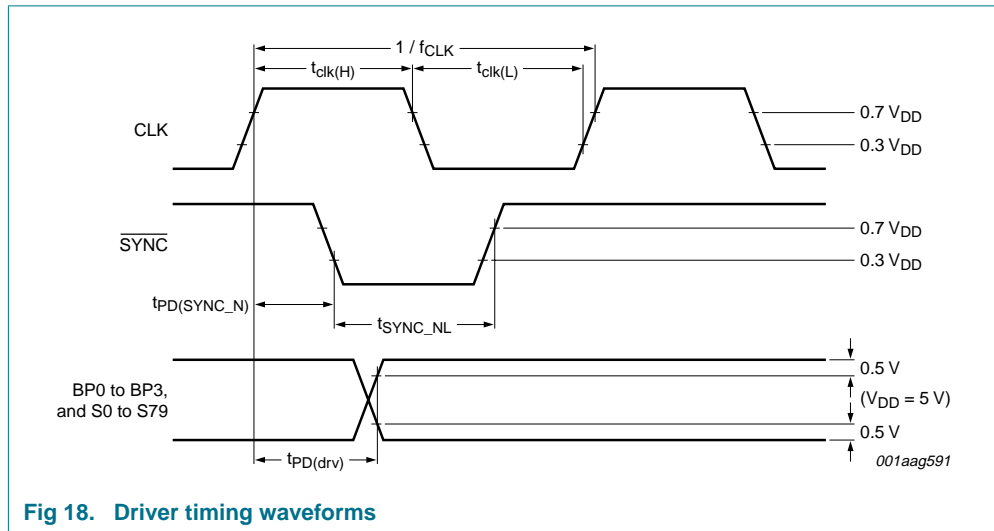 1 / fCLK
tclk(H)
tclk(L)
0.7 VDD
CLK
0.3 VDD
SYNC
0.7 VDD
0.3 VDD
tPD(SYNC_N)
tSYNC_NL
0.5 V
BP0 to BP3,
and S0 to S79
(VDD = 5 V)
0.5 V
tPD(drv)
001aag591
Fig 18. Driver timing waveforms